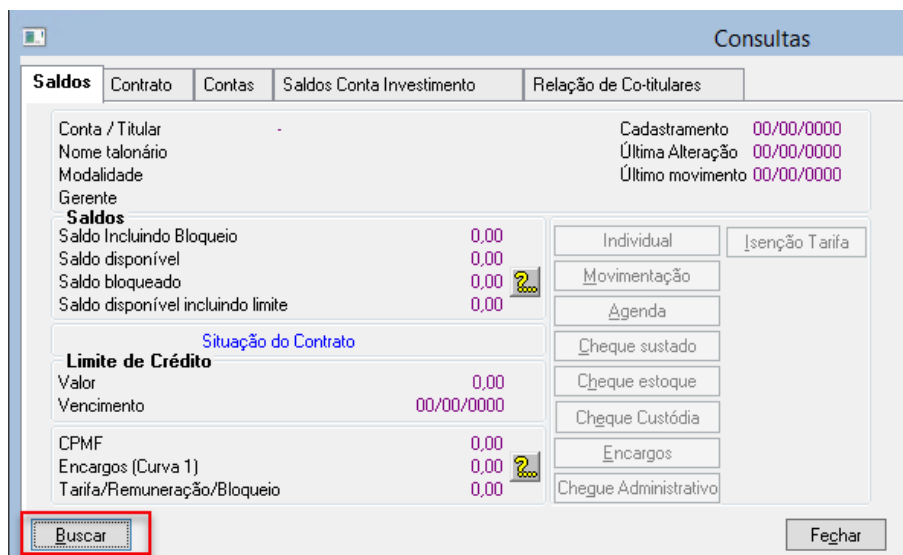 Consultas
Saldos Contrato Contas Saldos Conta Investimento Relação de Co-titulares
Conta / Titular - Cadastramento 00/00/0000
Nome talonário Última Alteração 00/00/0000
Modalidade Último movimento 00/00/0000
Gerente
Saldos
Saldo Incluindo Bloqueio 0,00 Individual Isenção Tarifa
Saldo disponível 0,00
Saldo bloqueado 0,00 Movimentação
Saldo disponível incluindo limite 0,00 Agenda
Situação do Contrato Cheque sustado
Limite de Crédito
Valor 0,00 Cheque estoque
Vencimento 00/00/0000 Cheque Custódia
CPMF 0,00
Encargos (Curva 1) 0,00 Encargos
Tarifa/Remuneração/Bloqueio 0,00 Cheque Administrativo
Buscar Fechar